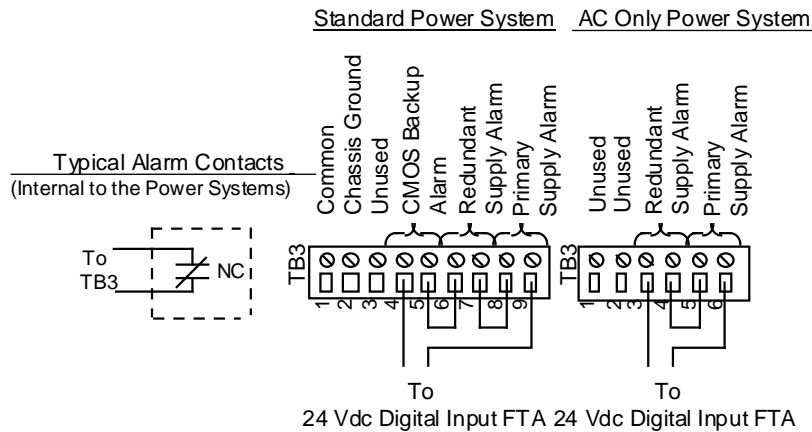 Standard Power System
AC Only Power System
Typical Alarm Contacts
(Internal to the Power Systems)
To
TB3
NC
Common
Chassis Ground
Unused
CMOS Backup
Alarm
Redundant
Supply Alarm
Primary
Supply Alarm
TB3
1
2
3
4
5
6
7
8
9
To
24 Vdc Digital Input FTA
Unused
Unused
Redundant
Supply Alarm
Primary
Supply Alarm
TB3
1
2
3
4
5
6
To
24 Vdc Digital Input FTA